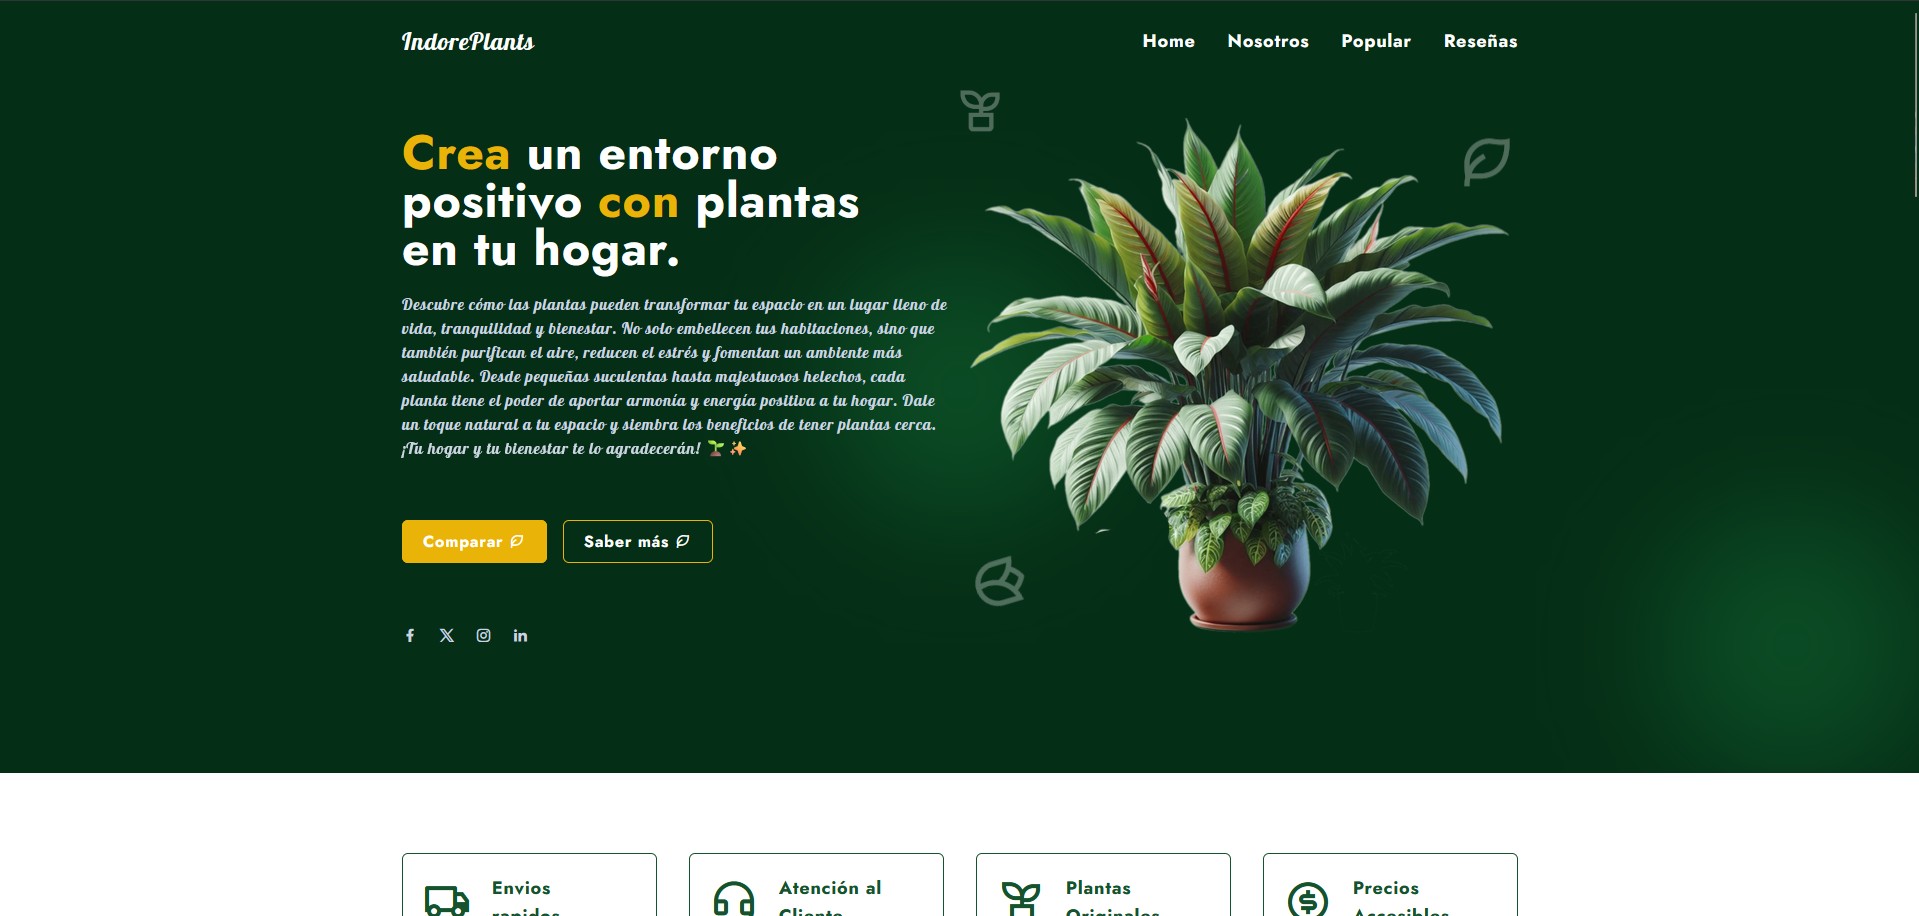 IndorePlants
Home Nosotros Popular Reseñas
Crea un entorno
positivo con plantas
en tu hogar.
Descubre cómo las plantas pueden transformar tu espacio en un lugar lleno de
vida, tranquilidad y bienestar. No solo embellecen tus habitaciones, sino que
también purifican el aire, reducen el estrés y fomentan un ambiente más
saludable. Desde pequeñas suculentas hasta majestuosos helechos, cada
planta tiene el poder de aportar armonía y energía positiva a tu hogar. Dale
un toque natural a tu espacio y siembra los beneficios de tener plantas cerca.
¡Tu hogar y tu bienestar te lo agradecerán! 🌱 ✨
Comparar Saber más
Envios
rapidos
Atención al
Cliente
Plantas
Originales
Precios
Accesibles